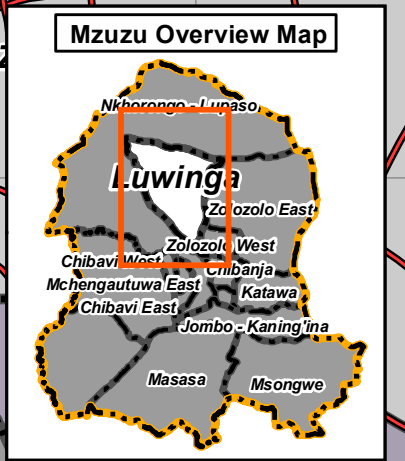 Mzuzu Overview Map
Nkhorongo - Lupaso
Luwinga
Zolozolo East
Zolozolo West
Chibavi West
Chibanja
Mchengautuwa East
Katawa
Chibavi East
Jombo - Kaning'ina
Masasa
Msongwe